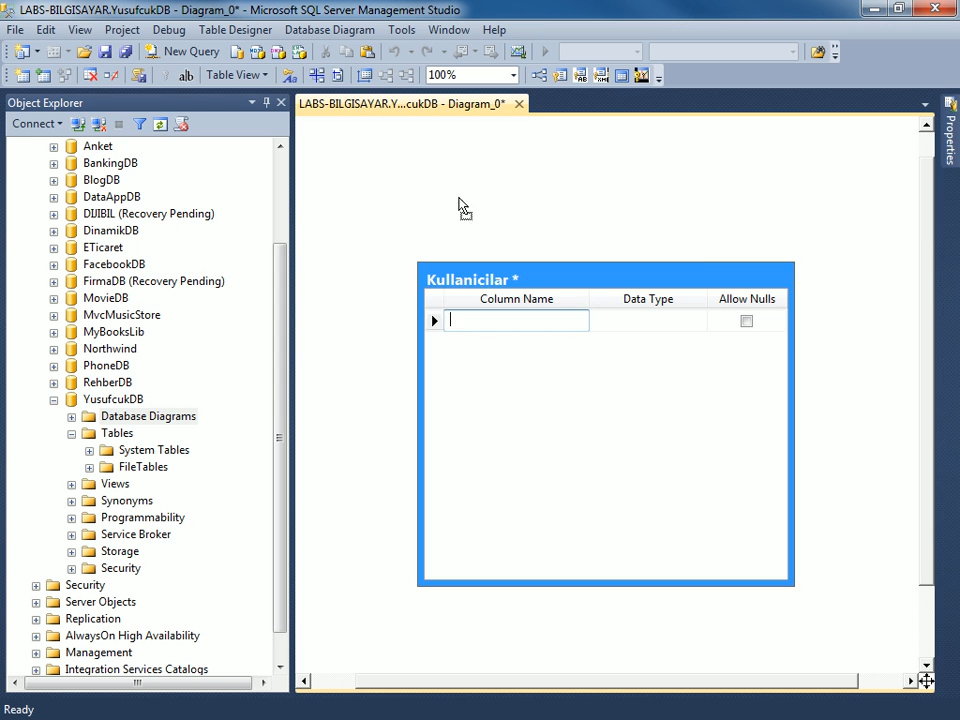 LABS-BILGISAYAR.YusufcukDB - Diagram_0* - Microsoft SQL Server Management Studio
File Edit View Project Debug Table Designer Database Diagram Tools Window Help
New Query
Table View 100%
Object Explorer
LABS-BILGISAYAR.Y...cukDB - Diagram_0*
Properties
Connect
Anket
BankingDB
BlogDB
DataAppDB
DIJIBIL (Recovery Pending)
DinamikDB
ETicaret
FacebookDB
FirmaDB (Recovery Pending)
MovieDB
MvcMusicStore
MyBooksLib
Northwind
PhoneDB
RehberDB
YusufcukDB
Database Diagrams
Tables
System Tables
FileTables
Views
Synonyms
Programmability
Service Broker
Storage
Security
Security
Server Objects
Replication
AlwaysOn High Availability
Management
Integration Services Catalogs
Kullanicilar *
Column Name Data Type Allow Nulls
Ready